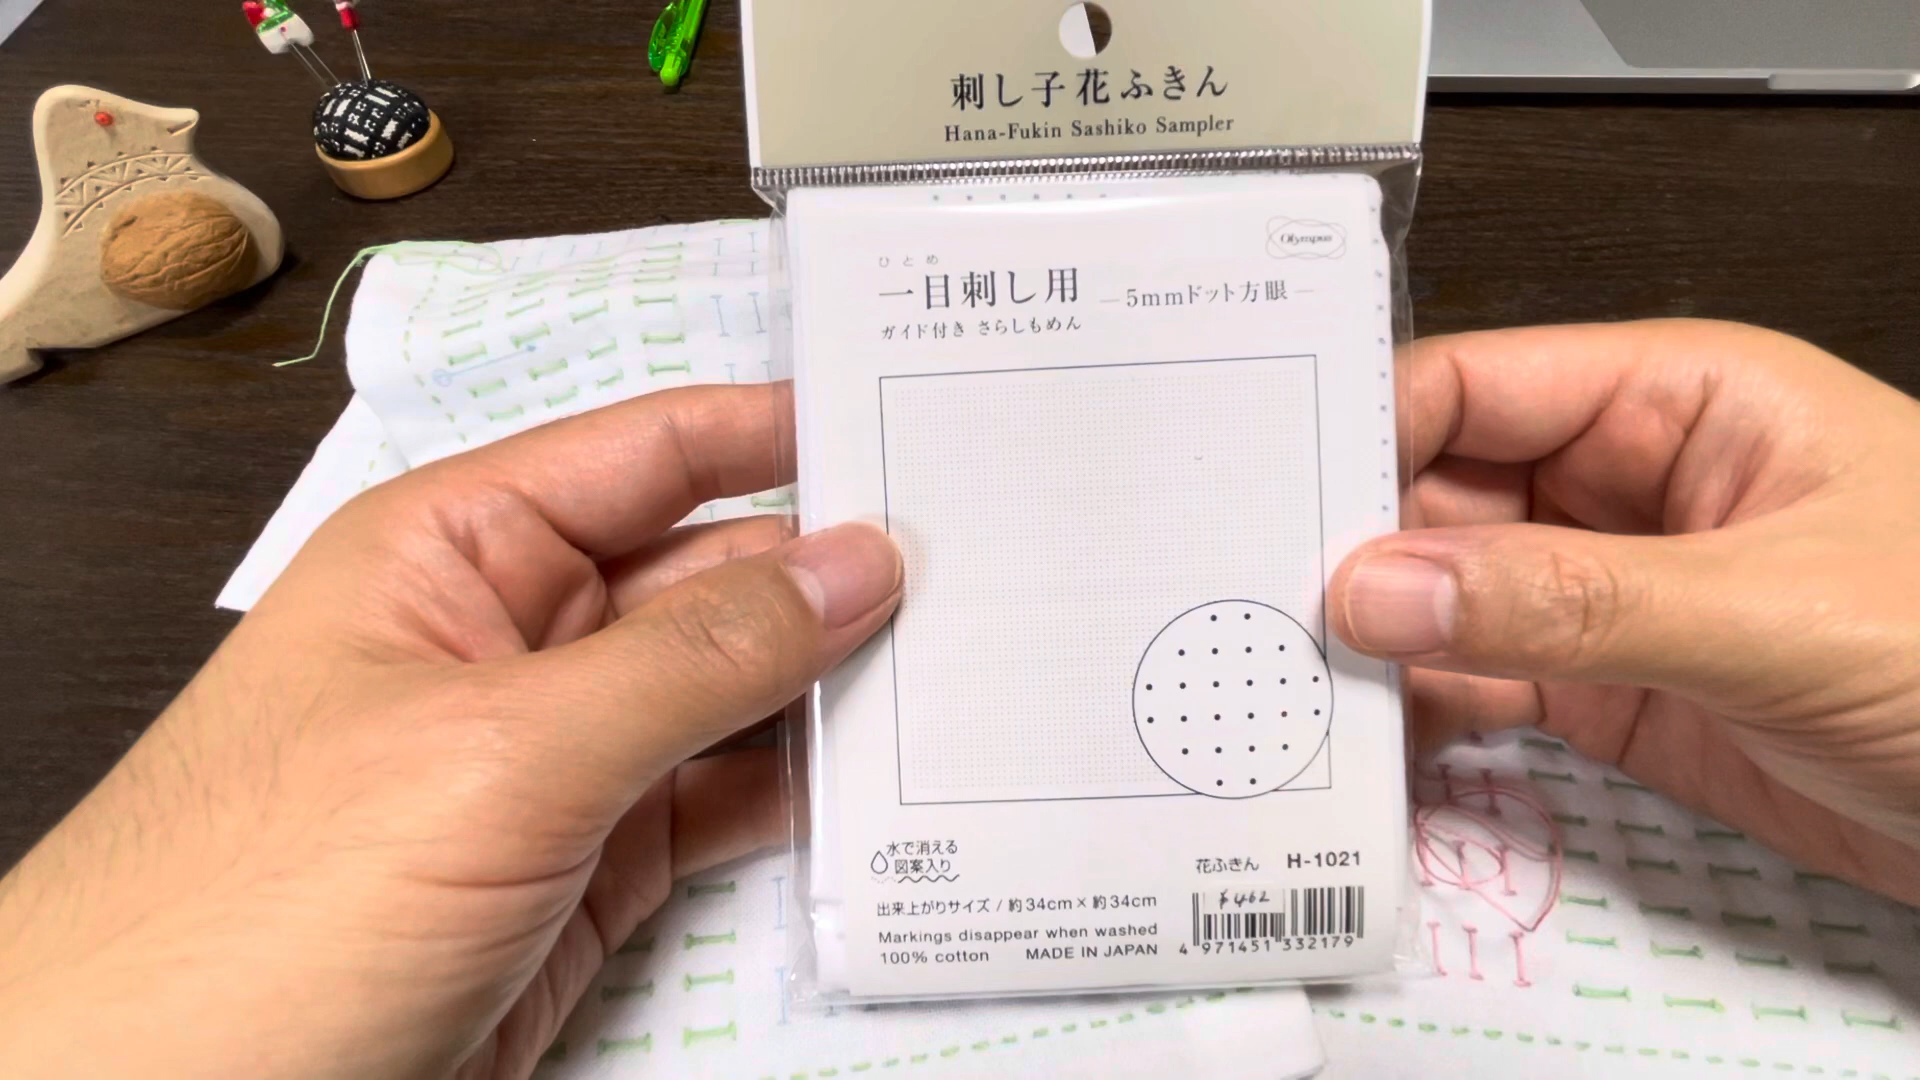 刺し子花ふきん
Hana-Fukin Sashiko Sampler
Olympus
ひとめ
一目刺し用 —5mmドット方眼—
ガイド付き さらしもめん
水で消える
図案入り
花ふきん H-1021
出来上がりサイズ / 約34cm×約34cm
¥462
Markings disappear when washed
100% cotton MADE IN JAPAN
4 971451 332179